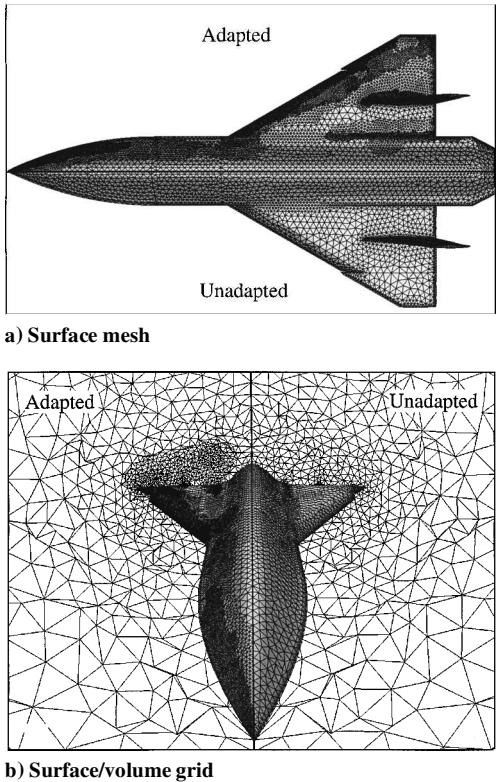 Adapted
Unadapted
a) Surface mesh
Adapted
Unadapted
b) Surface/volume grid